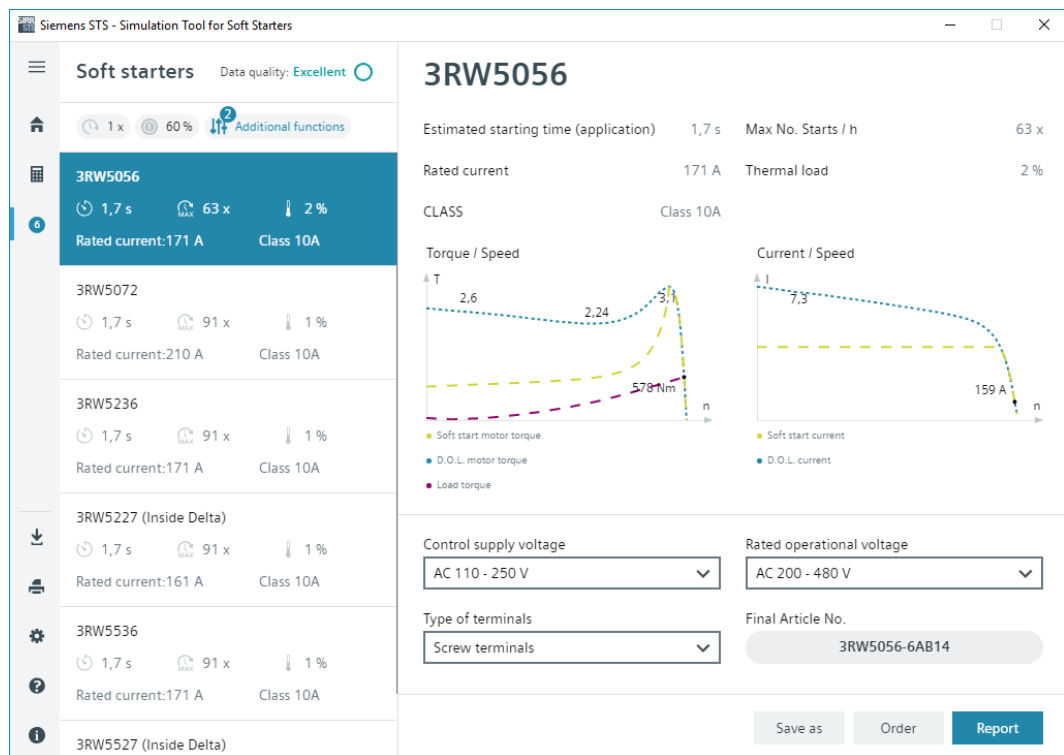 Siemens STS - Simulation Tool for Soft Starters
Soft starters
Data quality: Excellent
1 x
60 %
2
Additional functions
6
3RW5056
1,7 s
MAX
63 x
2 %
Rated current:171 A
Class 10A
3RW5072
1,7 s
MAX
91 x
1 %
Rated current:210 A
Class 10A
3RW5236
1,7 s
MAX
91 x
1 %
Rated current:171 A
Class 10A
3RW5227 (Inside Delta)
1,7 s
MAX
91 x
1 %
Rated current:161 A
Class 10A
3RW5536
1,7 s
MAX
91 x
1 %
Rated current:171 A
Class 10A
3RW5527 (Inside Delta)
3RW5056
Estimated starting time (application)
1,7 s
Max No. Starts / h
63 x
Rated current
171 A
Thermal load
2 %
CLASS
Class 10A
Torque / Speed
T
2,6
2,24
3,1
578 Nm
n
Soft start motor torque
D.O.L. motor torque
Load torque
Current / Speed
I
7,3
159 A
n
Soft start current
D.O.L. current
Control supply voltage
AC 110 - 250 V
Rated operational voltage
AC 200 - 480 V
Type of terminals
Screw terminals
Final Article No.
3RW5056-6AB14
Save as
Order
Report